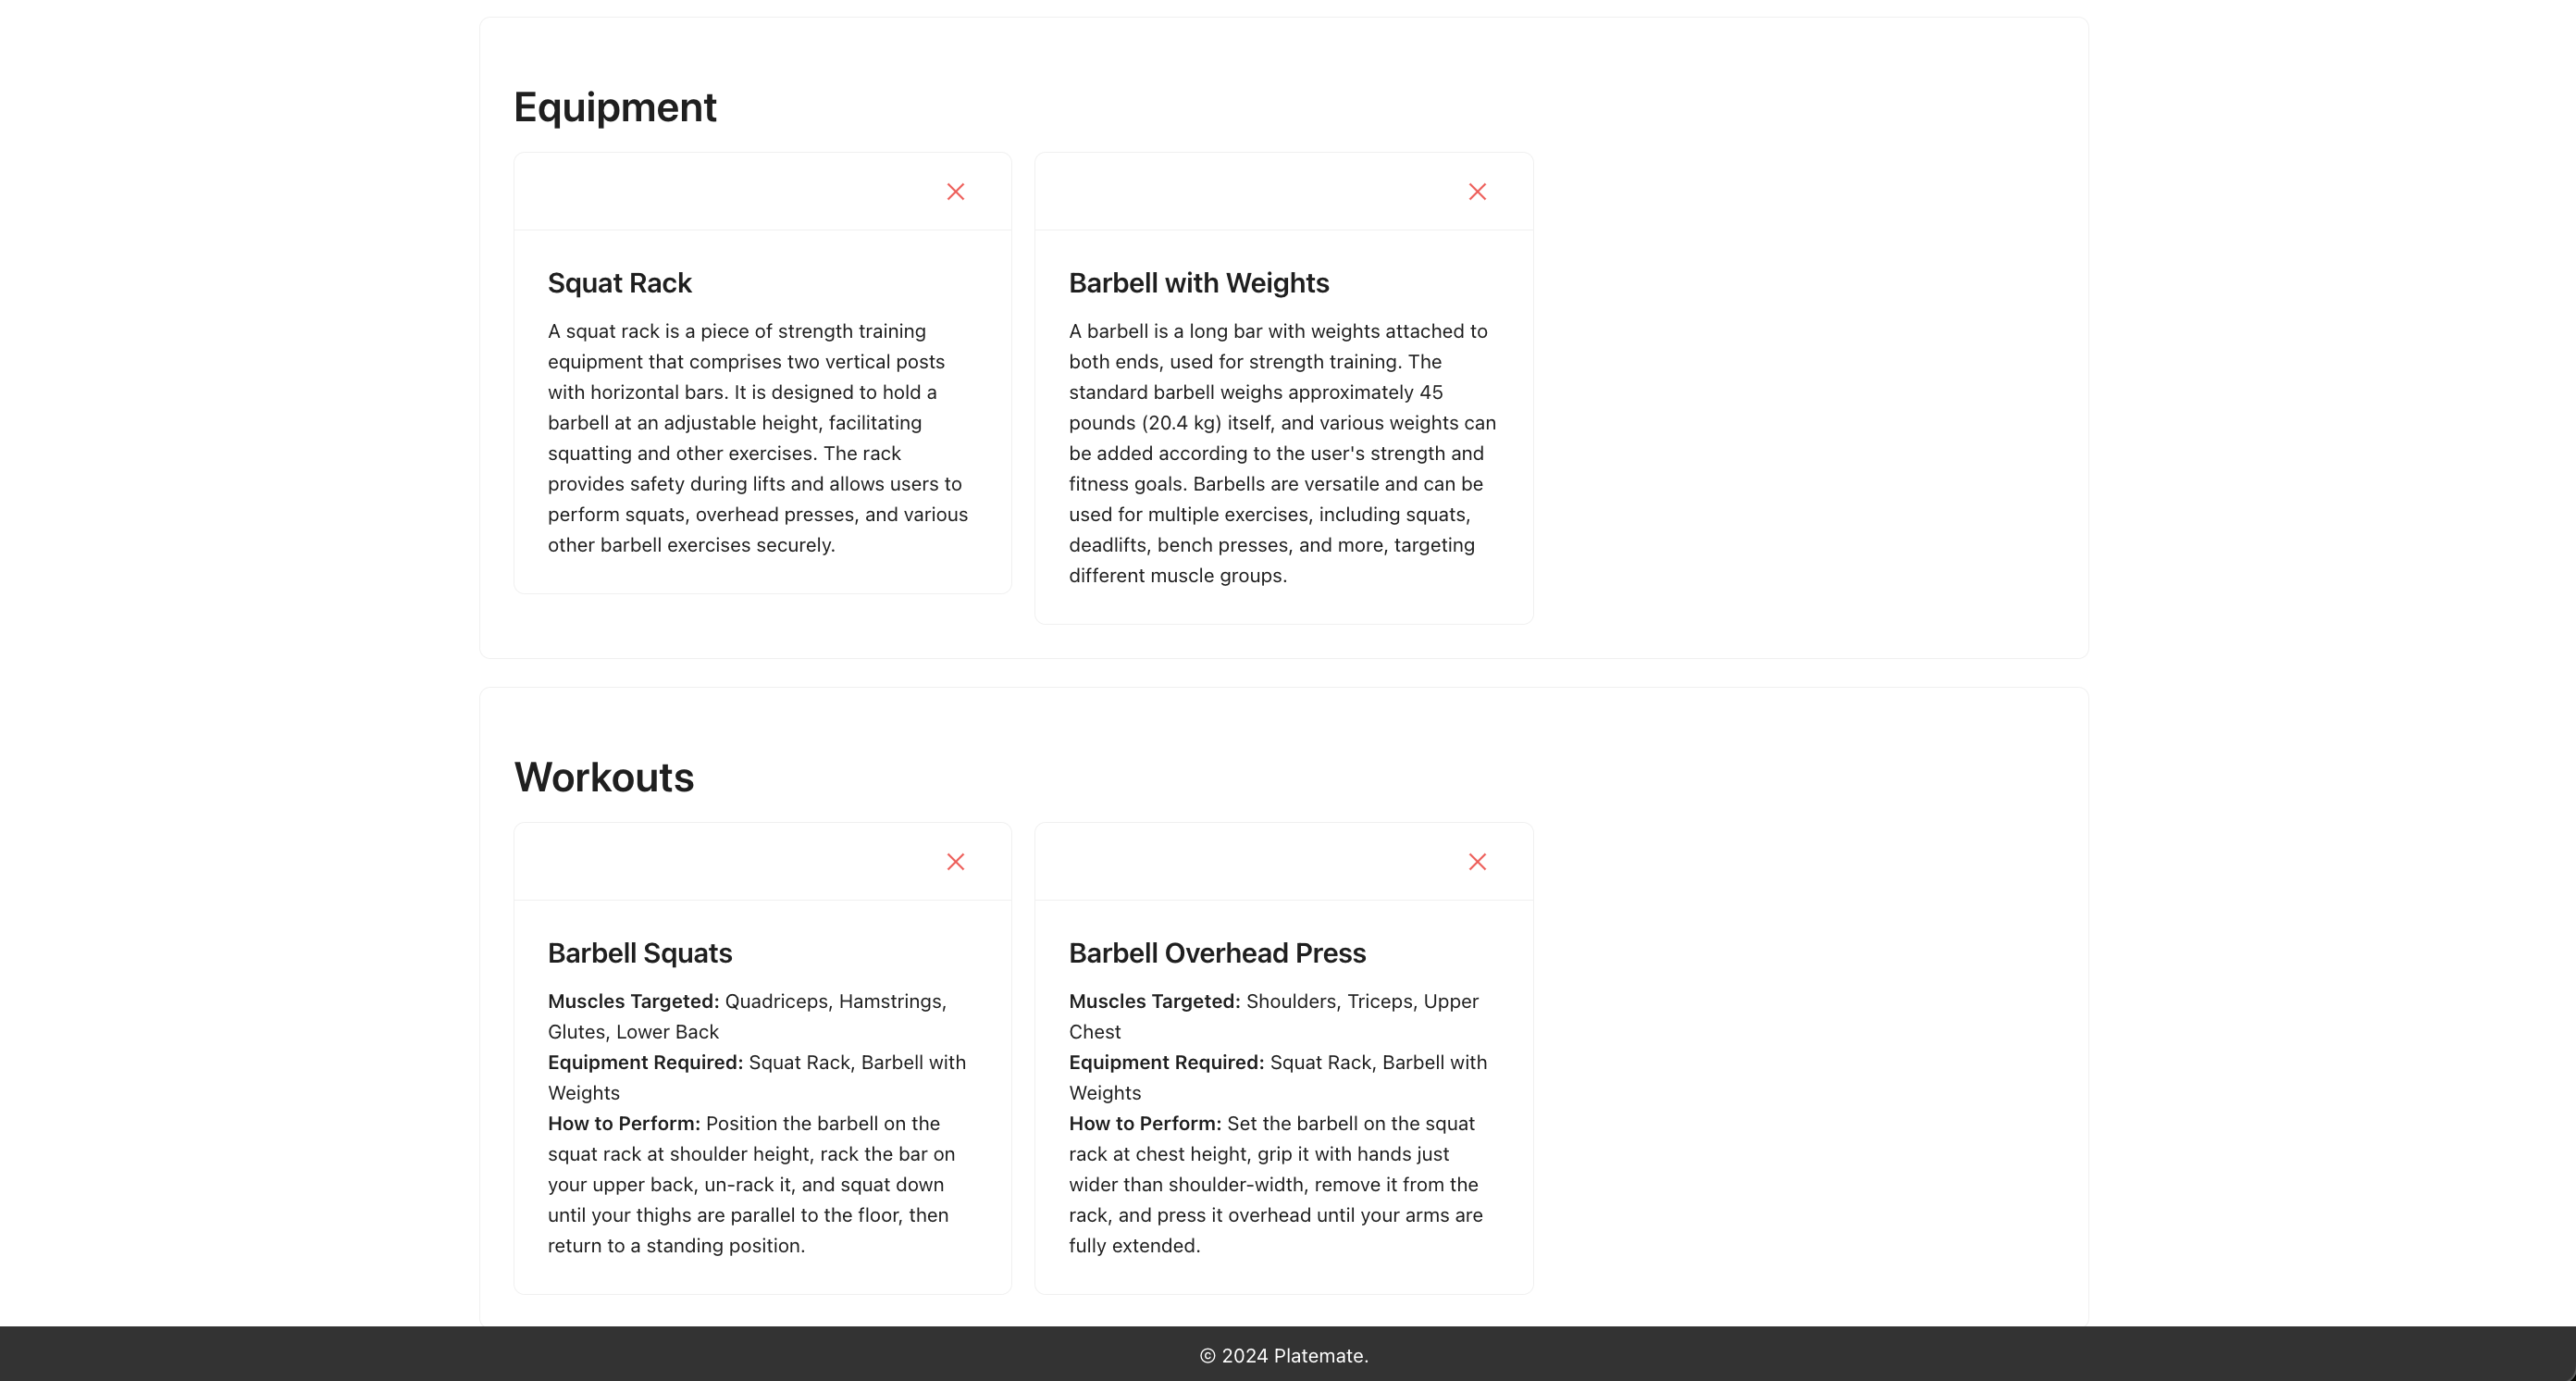 Equipment
Squat Rack
A squat rack is a piece of strength training
equipment that comprises two vertical posts
with horizontal bars. It is designed to hold a
barbell at an adjustable height, facilitating
squatting and other exercises. The rack
provides safety during lifts and allows users to
perform squats, overhead presses, and various
other barbell exercises securely.
Barbell with Weights
A barbell is a long bar with weights attached to
both ends, used for strength training. The
standard barbell weighs approximately 45
pounds (20.4 kg) itself, and various weights can
be added according to the user's strength and
fitness goals. Barbells are versatile and can be
used for multiple exercises, including squats,
deadlifts, bench presses, and more, targeting
different muscle groups.
Workouts
Barbell Squats
Muscles Targeted: Quadriceps, Hamstrings,
Glutes, Lower Back
Equipment Required: Squat Rack, Barbell with
Weights
How to Perform: Position the barbell on the
squat rack at shoulder height, rack the bar on
your upper back, un-rack it, and squat down
until your thighs are parallel to the floor, then
return to a standing position.
Barbell Overhead Press
Muscles Targeted: Shoulders, Triceps, Upper
Chest
Equipment Required: Squat Rack, Barbell with
Weights
How to Perform: Set the barbell on the squat
rack at chest height, grip it with hands just
wider than shoulder-width, remove it from the
rack, and press it overhead until your arms are
fully extended.
© 2024 Platemate.